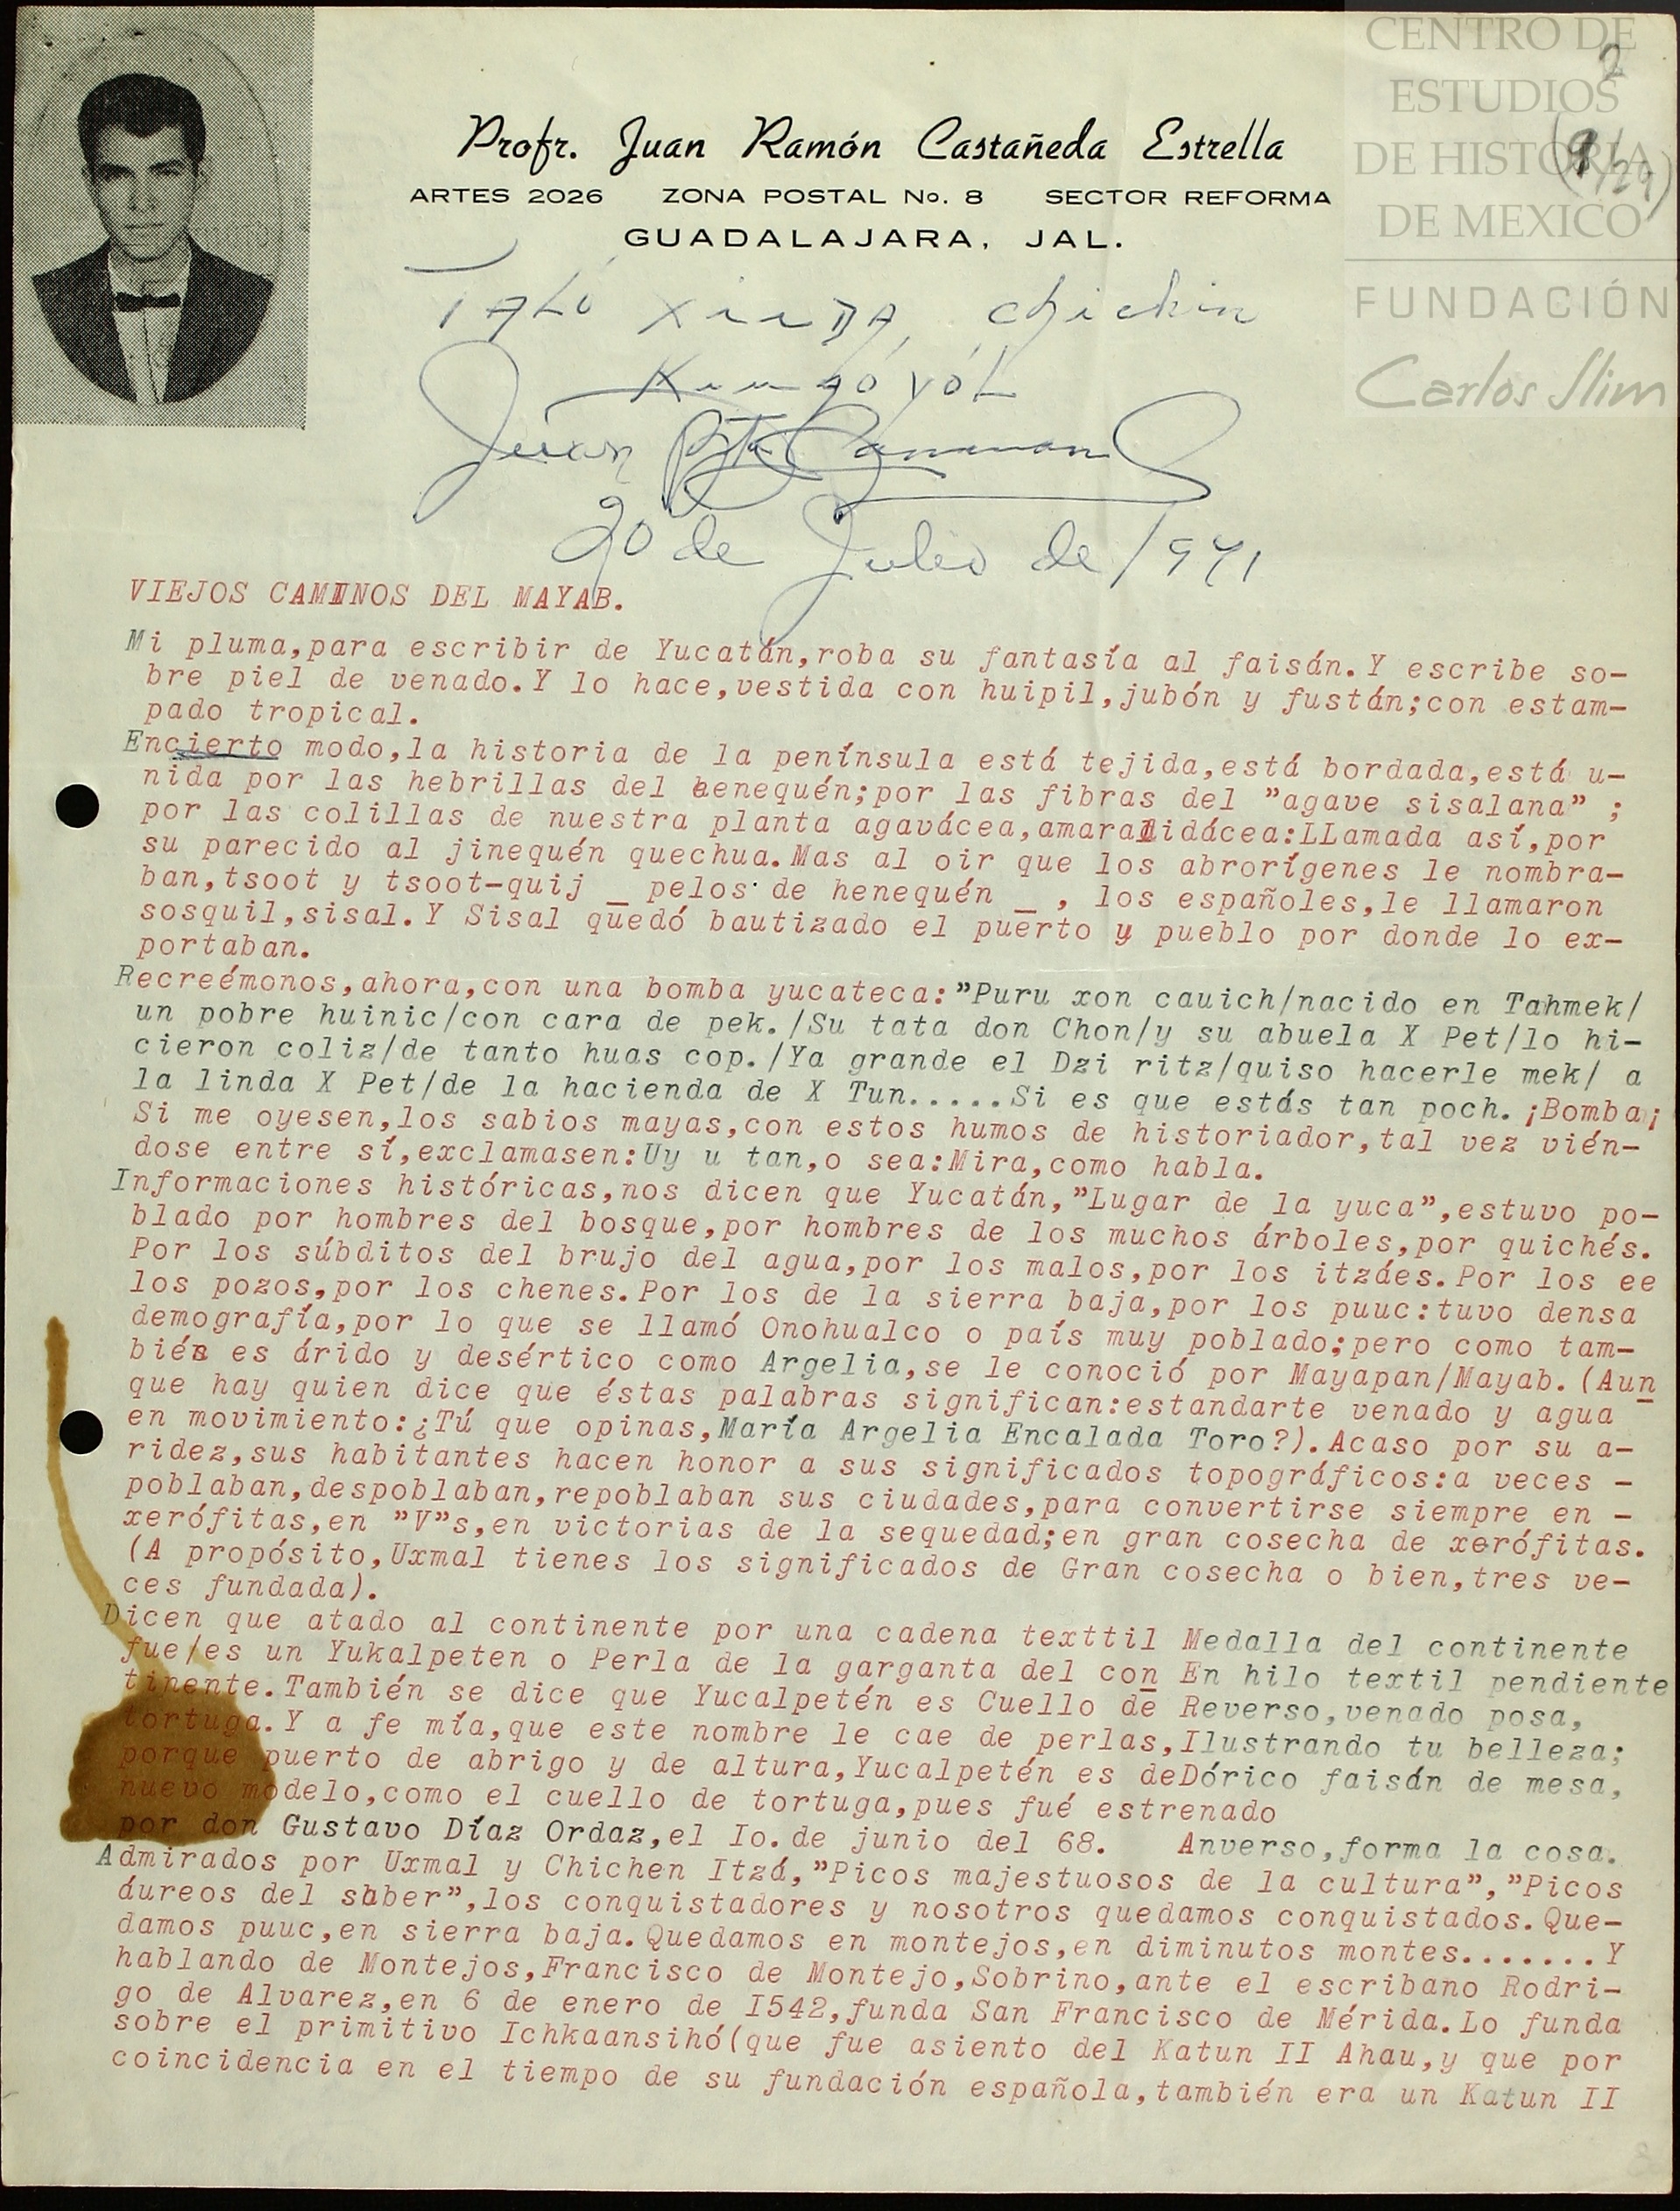 CENTRO DE
ESTUDIOS
DE HISTORIA
DE MEXICO
FUNDACIÓN
Carlos Slim
2
Profr. Juan Ramón Castañeda Estrella
ARTES 2026 ZONA POSTAL No. 8 SECTOR REFORMA
GUADALAJARA, JAL.
chichin
Juan
20 de Julio de 1971
VIEJOS CAMINOS DEL MAYAB.
Mi pluma,para escribir de Yucatán,roba su fantasía al faisán.Y escribe so-
bre piel de venado.Y lo hace,vestida con huipil,jubón y fustán;con estam-
pado tropical.
Encierto modo,la historia de la península está tejida,está bordada,está u-
nida por las hebrillas del henequén;por las fibras del "agave sisalana" ;
por las colillas de nuestra planta agavácea,amaralidácea:LLamada así,por
su parecido al jinequén quechua.Mas al oir que los abrorígenes le nombra-
ban,tsoot y tsoot-quij _ pelos de henequén _ , los españoles,le llamaron
sosquil,sisal.Y Sisal quedó bautizado el puerto y pueblo por donde lo ex-
portaban.
Recreémonos,ahora,con una bomba yucateca:"Puru xon cauich/nacido en Tahmek/
un pobre huinic/con cara de pek./Su tata don Chon/y su abuela X Pet/lo hi-
cieron coliz/de tanto huas cop./Ya grande el Dzi ritz/quiso hacerle mek/ a
la linda X Pet/de la hacienda de X Tun.....Si es que estás tan poch.¡Bomba¡
Si me oyesen,los sabios mayas,con estos humos de historiador,tal vez vién-
dose entre sí,exclamasen:Uy u tan,o sea:Mira,como habla.
Informaciones históricas,nos dicen que Yucatán,"Lugar de la yuca",estuvo po-
blado por hombres del bosque,por hombres de los muchos árboles,por quichés.
Por los súbditos del brujo del agua,por los malos,por los itzáes.Por los ee
los pozos,por los chenes.Por los de la sierra baja,por los puuc:tuvo densa
demografía,por lo que se llamó Onohualco o país muy poblado;pero como tam-
bién es árido y desértico como Argelia,se le conoció por Mayapan/Mayab.(Aun
que hay quien dice que éstas palabras significan:estandarte venado y agua _
en movimiento:¿Tú que opinas,María Argelia Encalada Toro?).Acaso por su a-
ridez,sus habitantes hacen honor a sus significados topográficos:a veces -
poblaban,despoblaban,repoblaban sus ciudades,para convertirse siempre en -
xerófitas,en "V"s,en victorias de la sequedad;en gran cosecha de xerófitas.
(A propósito,Uxmal tienes los significados de Gran cosecha o bien,tres ve-
ces fundada).
Dicen que atado al continente por una cadena texttil Medalla del continente
fue/es un Yukalpeten o Perla de la garganta del con En hilo textil pendiente
tinente.También se dice que Yucalpetén es Cuello de Reverso,venado posa,
tortuga.Y a fe mía,que este nombre le cae de perlas,Ilustrando tu belleza;
porque puerto de abrigo y de altura,Yucalpetén es deDórico faisán de mesa,
nuevo modelo,como el cuello de tortuga,pues fué estrenado
por don Gustavo Díaz Ordaz,el Io.de junio del 68. Anverso,forma la cosa.
Admirados por Uxmal y Chichen Itzá,"Picos majestuosos de la cultura","Picos
áureos del saber",los conquistadores y nosotros quedamos conquistados.Que-
damos puuc,en sierra baja.Quedamos en montejos,en diminutos montes.......Y
hablando de Montejos,Francisco de Montejo,Sobrino,ante el escribano Rodri-
go de Alvarez,en 6 de enero de I542,funda San Francisco de Mérida.Lo funda
sobre el primitivo Ichkaansihó(que fue asiento del Katun II Ahau,y que por
coincidencia en el tiempo de su fundación española,también era un Katun II